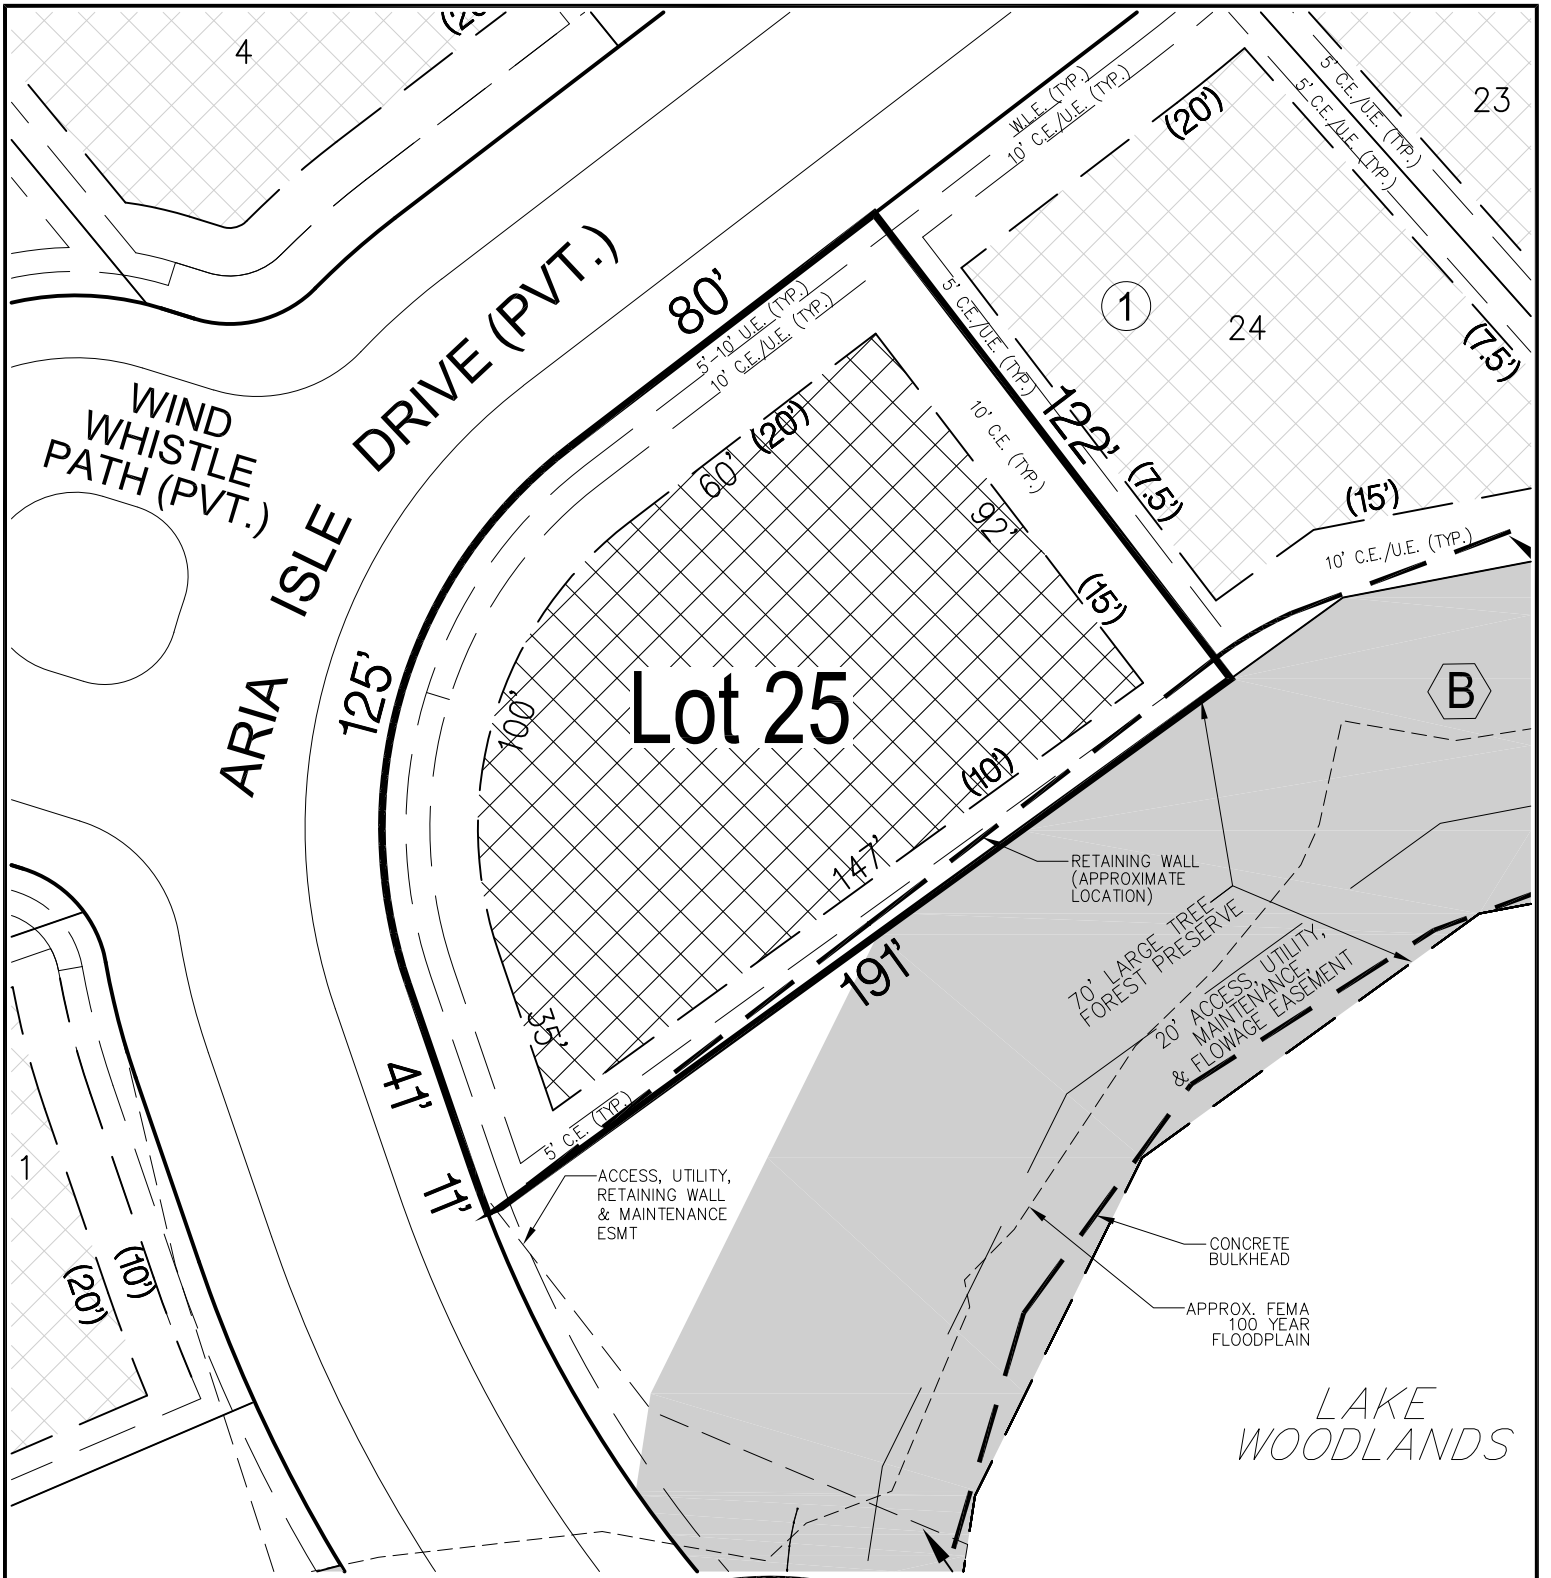 (20'
4
23
W.L.E. (TYP.)
10' C.E./U.E. (TYP.)
(20')
5' C.E./U.E. (TYP.)
5' C.E./U.E. (TYP.)
DRIVE (PVT.)
80'
5'-10' U.E. (TYP.)
10' C.E./U.E. (TYP.)
5' C.E./U.E. (TYP.)
1
24
(7.5')
WIND
WHISTLE
PATH (PVT.)
60'
(20')
10' C.E. (TYP.)
122'
(7.5')
(15')
10' C.E./U.E. (TYP.)
ISLE
92'
(15')
ARIA
125'
100'
Lot 25
B
(10')
147'
RETAINING WALL
(APPROXIMATE
LOCATION)
191'
70' LARGE TREE
FOREST PRESERVE
20' ACCESS, UTILITY,
MAINTENANCE,
& FLOWAGE EASEMENT
35'
41'
5' C.E. (TYP.)
11'
1
ACCESS, UTILITY,
RETAINING WALL
& MAINTENANCE
ESMT
(10')
(20')
CONCRETE
BULKHEAD
APPROX. FEMA
100 YEAR
FLOODPLAIN
LAKE
WOODLANDS